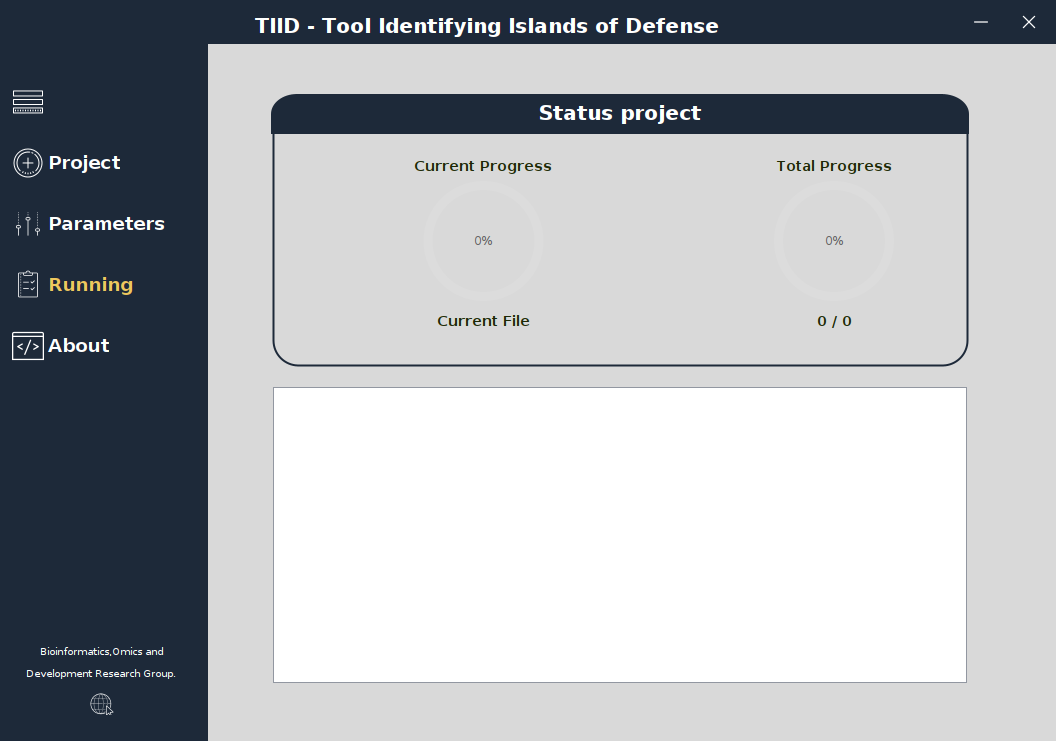 TIID - Tool Identifying Islands of Defense
Project
Parameters
Running
</> About
Bioinformatics,Omics and
Development Research Group.
Status project
Current Progress
0%
Current File
Total Progress
0%
0 / 0